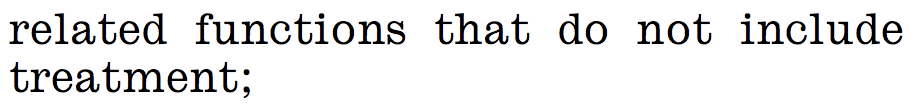 related functions that do not include
treatment;